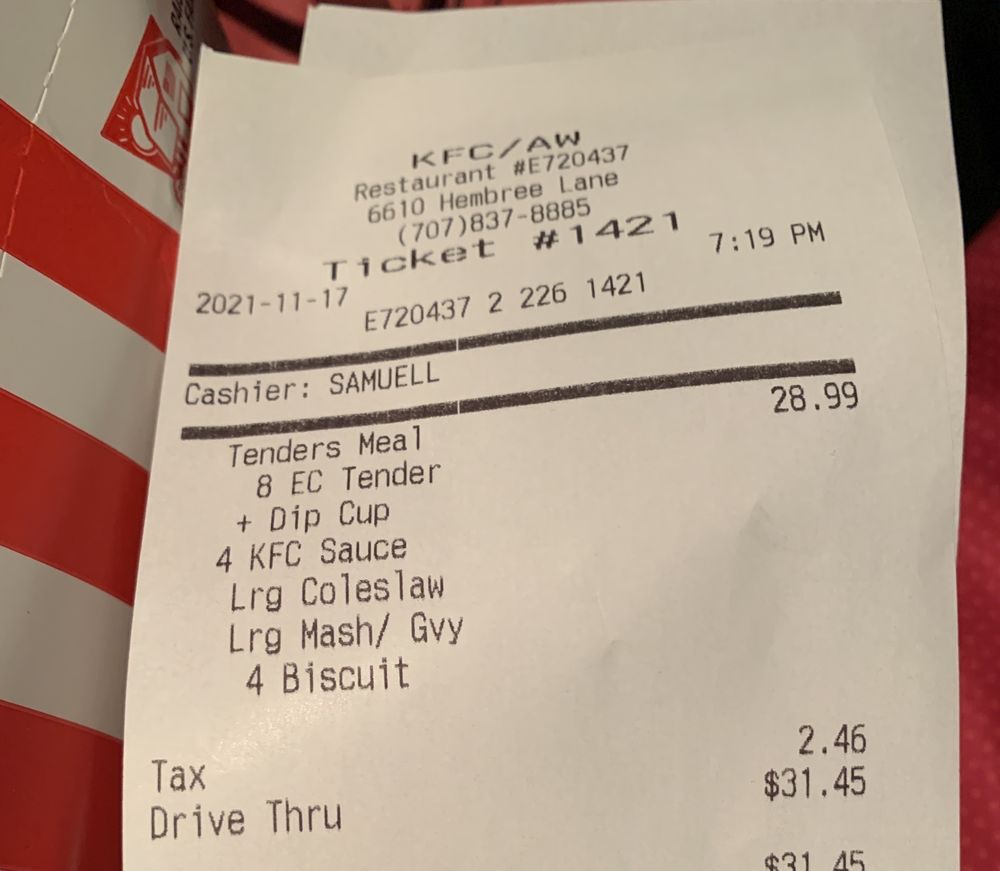 KFC/AW
Restaurant #E720437
6610 Hembree Lane
(707)837-8885
Ticket #1421
2021-11-17 7:19 PM
E720437 2 226 1421
Cashier: SAMUELL
Tenders Meal 28.99
8 EC Tender
+ Dip Cup
4 KFC Sauce
Lrg Coleslaw
Lrg Mash/ Gvy
4 Biscuit
Tax 2.46
Drive Thru $31.45
$31.45